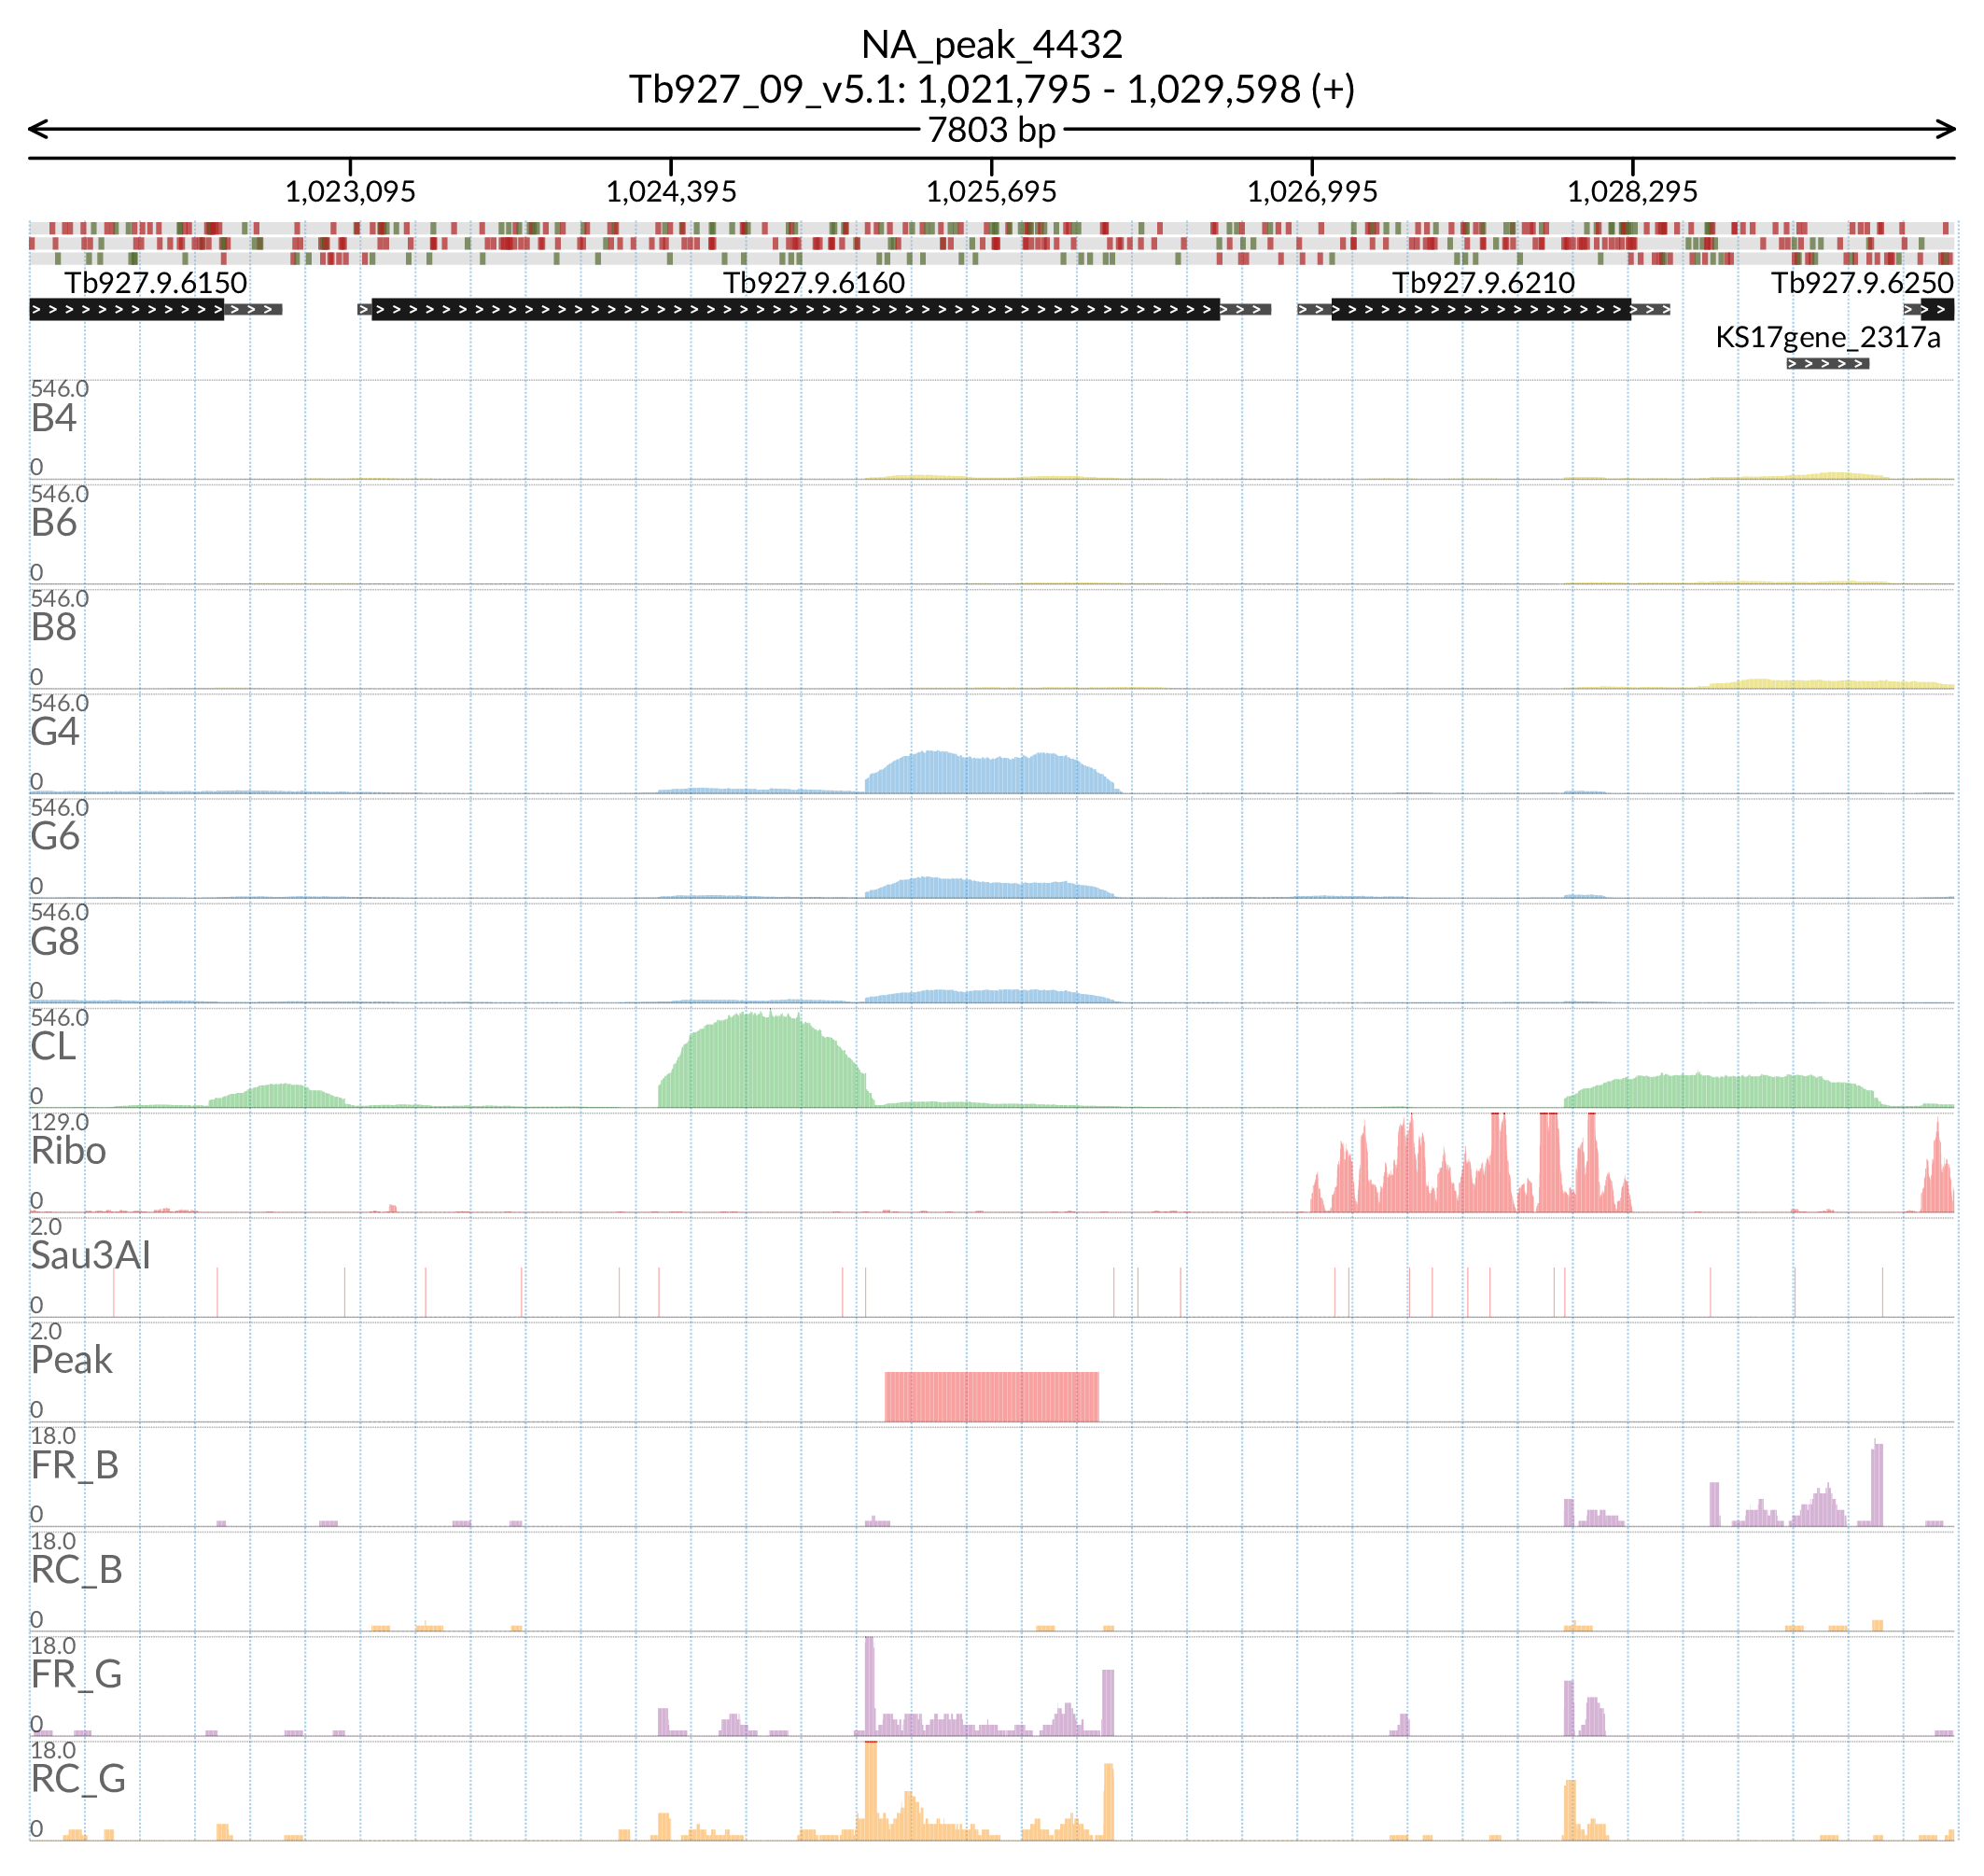 NA_peak_4432
Tb927_09_v5.1: 1,021,795 - 1,029,598 (+)
7803 bp
1,023,095 1,024,395 1,025,695 1,026,995 1,028,295
Tb927.9.6150 Tb927.9.6160 Tb927.9.6210 Tb927.9.6250
KS17gene_2317a
546.0
B4
0
546.0
B6
0
546.0
B8
0
546.0
G4
0
546.0
G6
0
546.0
G8
0
546.0
CL
0
129.0
Ribo
0
2.0
Sau3AI
0
2.0
Peak
0
18.0
FR_B
0
18.0
RC_B
0
18.0
FR_G
0
18.0
RC_G
0